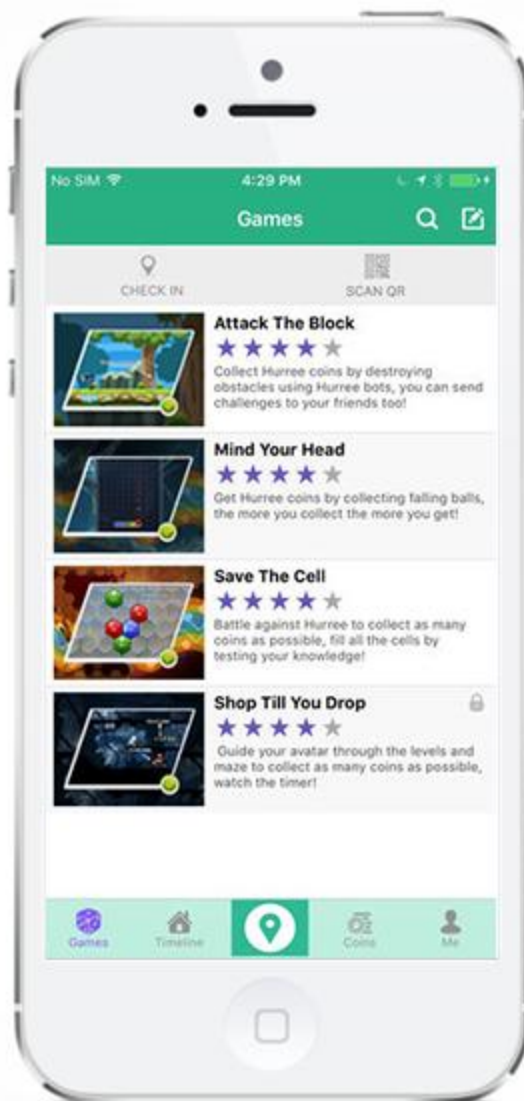 No SIM 4:29 PM
Games
CHECK IN SCAN QR
Attack The Block
Collect Hurree coins by destroying
obstacles using Hurree bots, you can send
challenges to your friends too!
Mind Your Head
Get Hurree coins by collecting falling balls,
the more you collect the more you get!
Save The Cell
Battle against Hurree to collect as many
coins as possible, fill all the cells by
testing your knowledge!
Shop Till You Drop
Guide your avatar through the levels and
maze to collect as many coins as possible,
watch the timer!
Games Timeline Coins Me